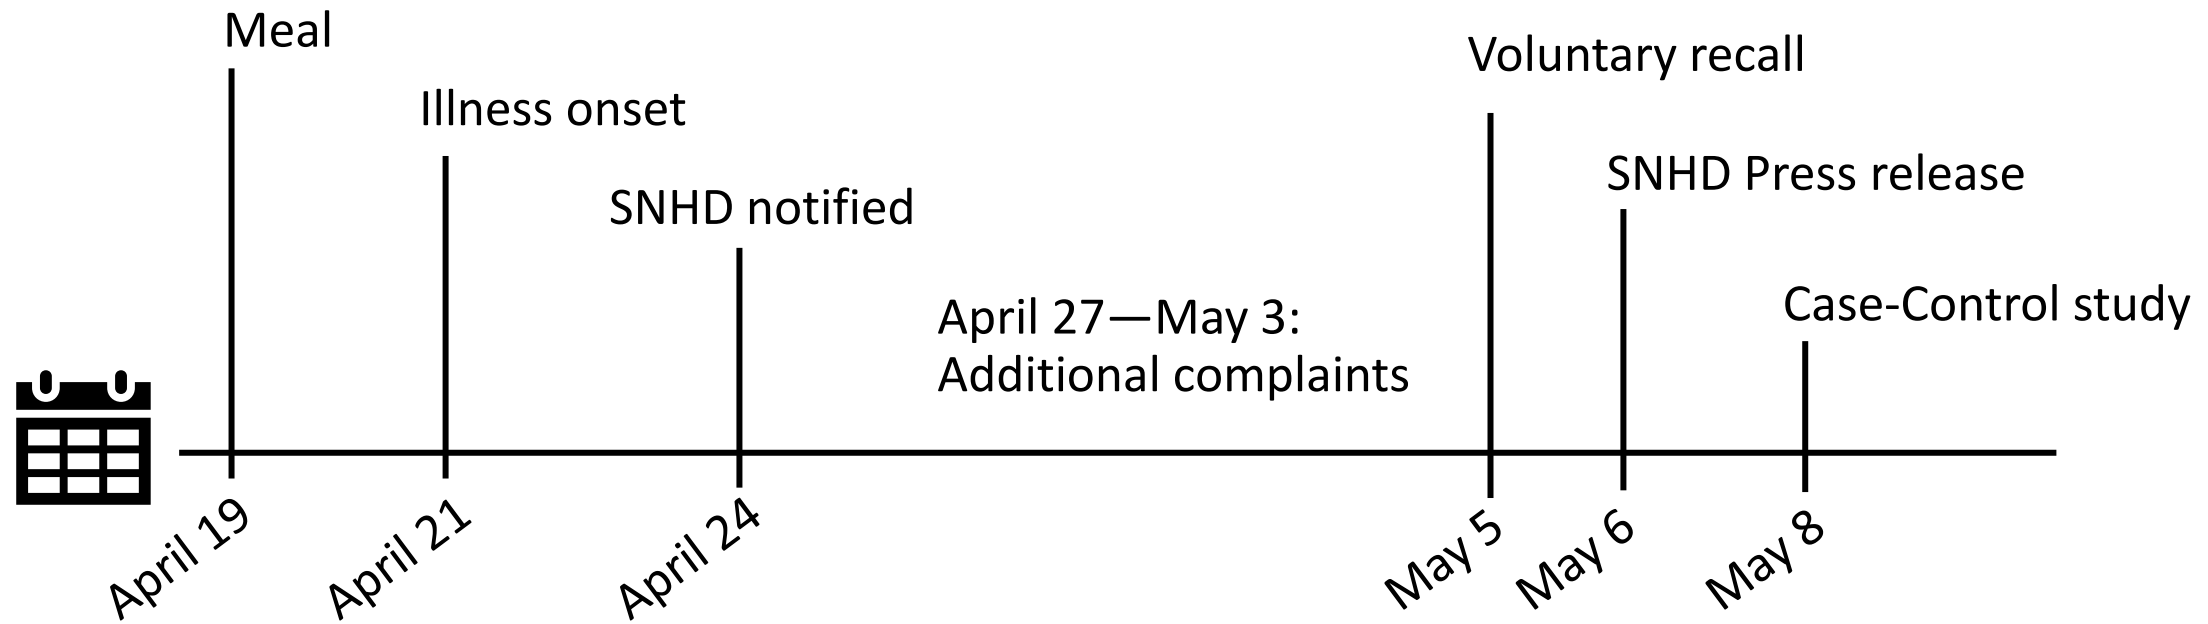 Meal
Illness onset
SNHD notified
April 27—May 3:
Additional complaints
Voluntary recall
SNHD Press release
Case-Control study
April 19
April 21
April 24
May 5
May 6
May 8